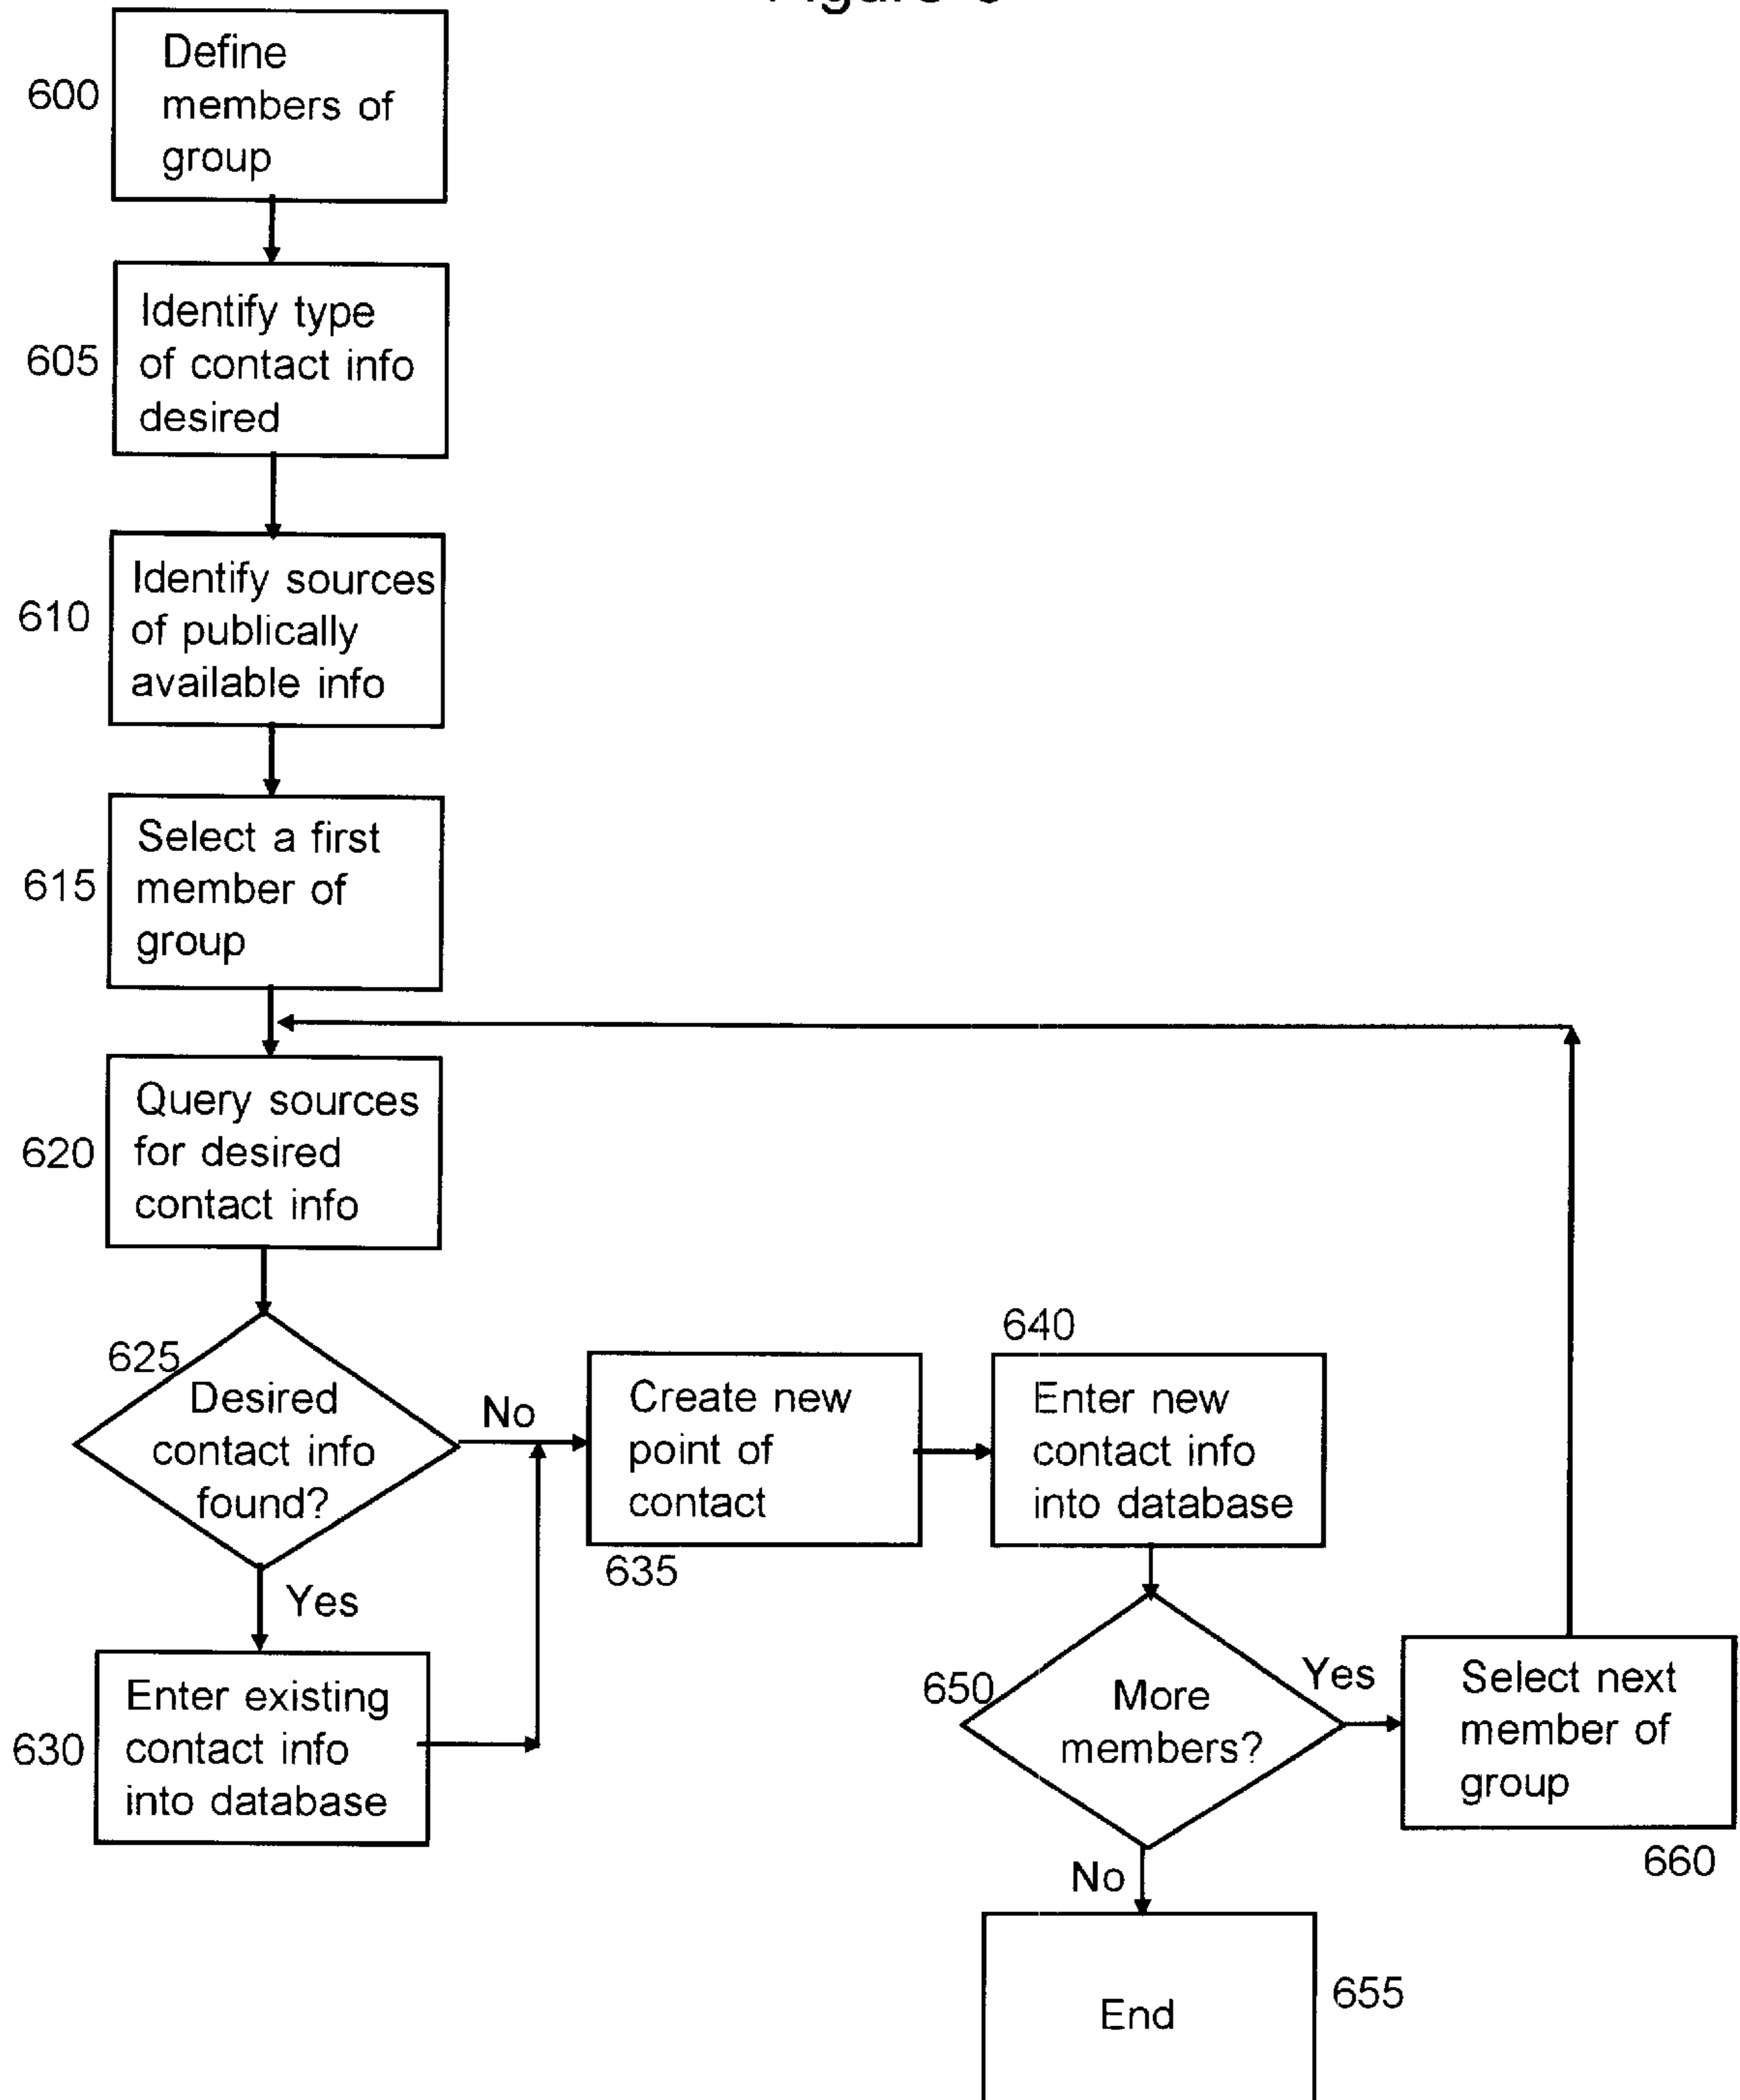 600
Define
members of
group
605
Identify type
of contact info
desired
610
Identify sources
of publically
available info
615
Select a first
member of
group
620
Query sources
for desired
contact info
625
Desired
contact info
found?
No
Yes
630
Enter existing
contact info
into database
Create new
point of
contact
635
640
Enter new
contact info
into database
650
More
members?
Yes
No
Select next
member of
group
660
End
655